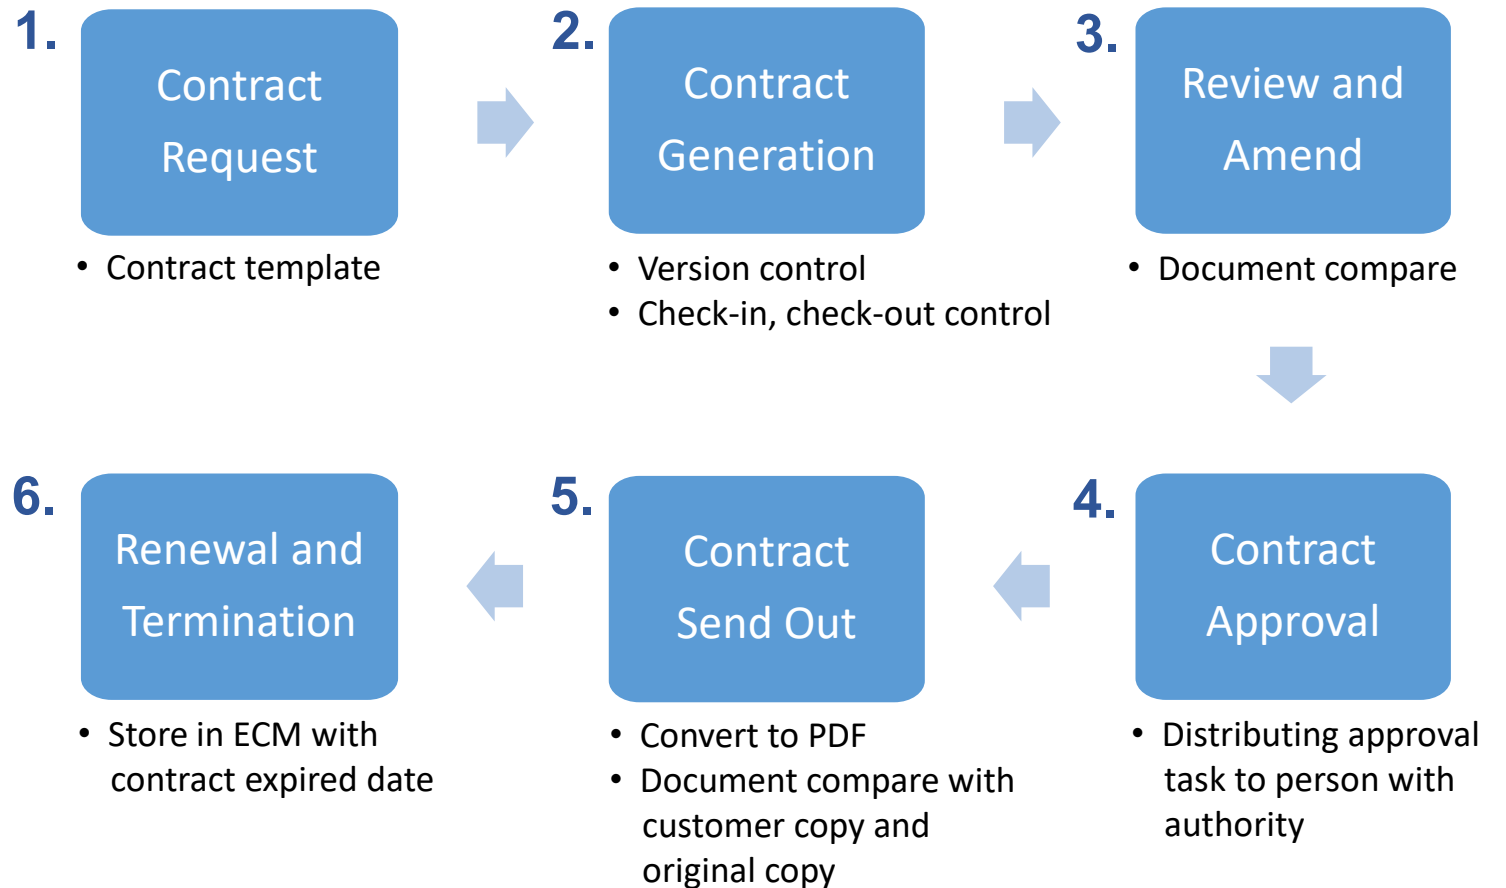 1.
Contract
Request
• Contract template
2.
Contract
Generation
• Version control
• Check-in, check-out control
3.
Review and
Amend
• Document compare
4.
Contract
Approval
• Distributing approval
task to person with
authority
5.
Contract
Send Out
• Convert to PDF
• Document compare with
customer copy and
original copy
6.
Renewal and
Termination
• Store in ECM with
contract expired date